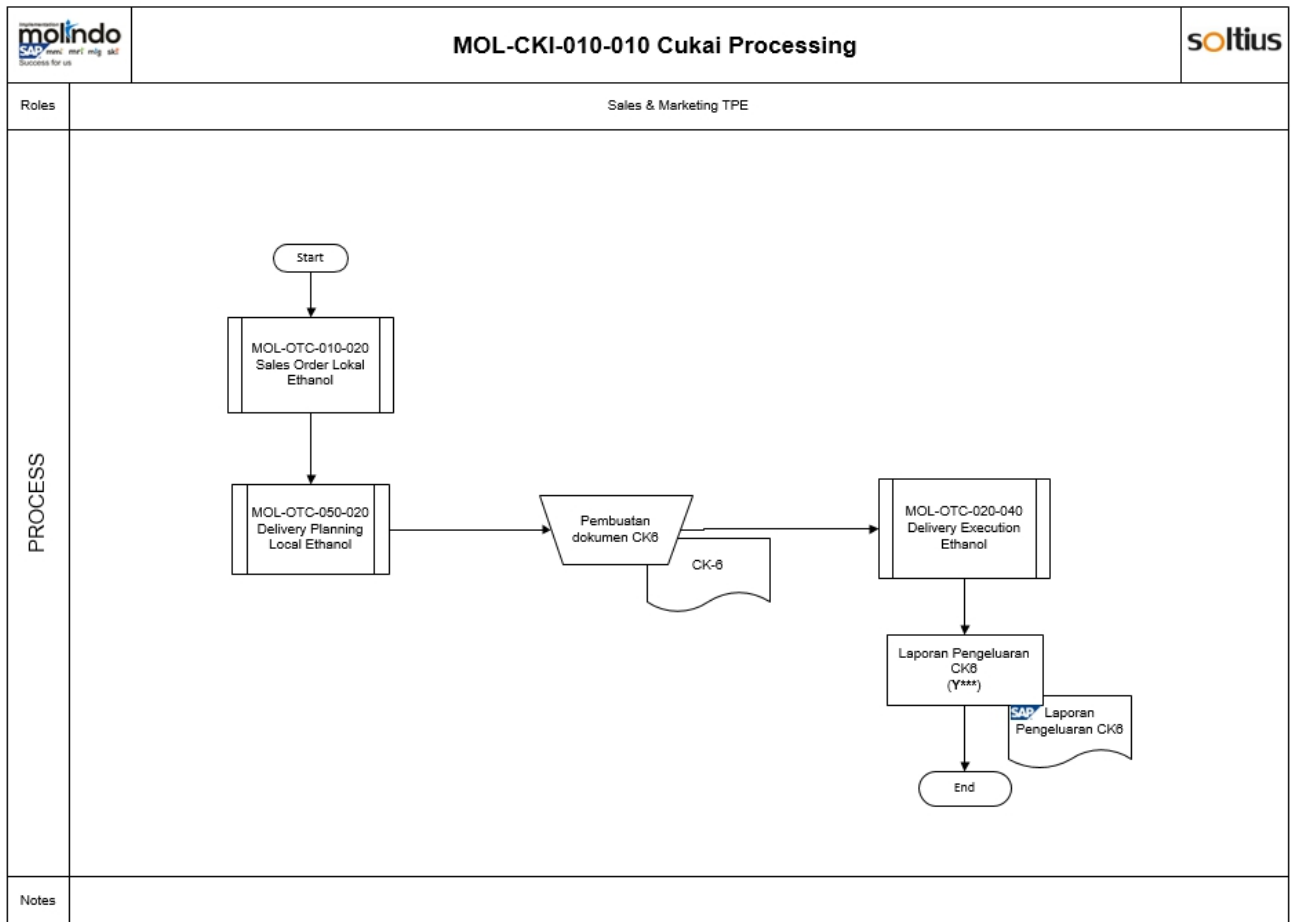 Implementation
molindo
SAP mmi mri mlg ski
Success for us
MOL-CKI-010-010 Cukai Processing
soltius
Roles
Sales & Marketing TPE
PROCESS
Start
MOL-OTC-010-020
Sales Order Lokal
Ethanol
MOL-OTC-050-020
Delivery Planning
Local Ethanol
Pembuatan
dokumen CK6
CK-6
MOL-OTC-020-040
Delivery Execution
Ethanol
Laporan Pengeluaran
CK6
(Y***)
SAP Laporan
Pengeluaran CK6
End
Notes